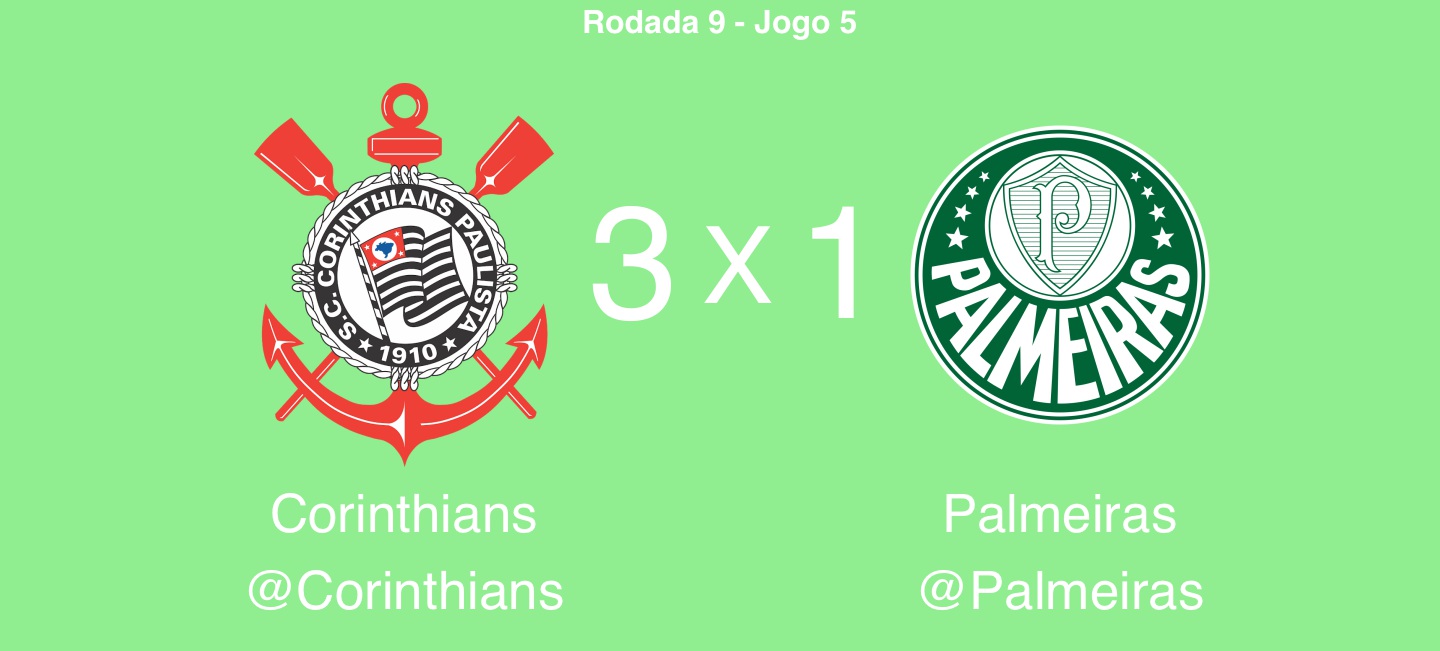 Rodada 9 - Jogo 5
S.C. CORINTHIANS PAULISTA
★ 1910 ★
3 x 1
P
PALMEIRAS
Corinthians
Palmeiras
@Corinthians
@Palmeiras